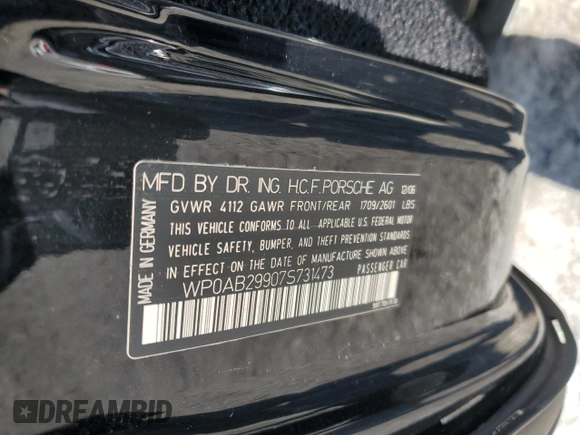 MFD BY DR. ING. H.C.F. PORSCHE AG 12/06
GVWR 4112 GAWR FRONT/REAR 1709/2601 LBS
THIS VEHICLE CONFORMS TO ALL APPLICABLE U.S. FEDERAL MOTOR
VEHICLE SAFETY, BUMPER, AND THEFT PREVENTION STANDARDS
IN EFFECT ON THE DATE OF MANUFACTURE SHOWN ABOVE
WP0AB29907S731473 PASSENGER CAR
MADE IN GERMANY
DREAMBID